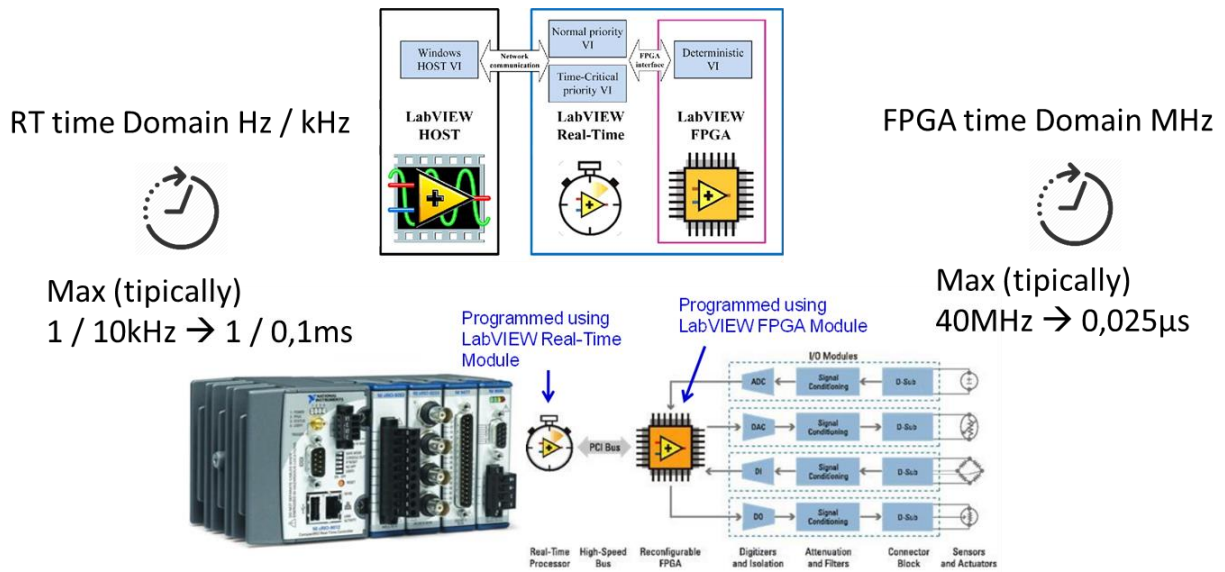 Windows
HOST VI
Network
communication
Normal priority
VI
Time-Critical
priority VI
FPGA
interface
Deterministic
VI
LabVIEW
HOST
LabVIEW
Real-Time
LabVIEW
FPGA
RT time Domain Hz / kHz
Max (tipically)
1 / 10kHz → 1 / 0,1ms
FPGA time Domain MHz
Max (tipically)
40MHz → 0,025µs
Programmed using
LabVIEW Real-Time
Module
Programmed using
LabVIEW FPGA Module
NATIONAL
INSTRUMENTS
PCI Bus
I/O Modules
ADC
Signal
Conditioning
D-Sub
DAC
Signal
Conditioning
D-Sub
DI
Signal
Conditioning
D-Sub
DO
Signal
Conditioning
D-Sub
Real-Time
Processor
High-Speed
Bus
Reconfigurable
FPGA
Digitizers
and Isolation
Attenuation
and Filters
Connector
Block
Sensors
and Actuators